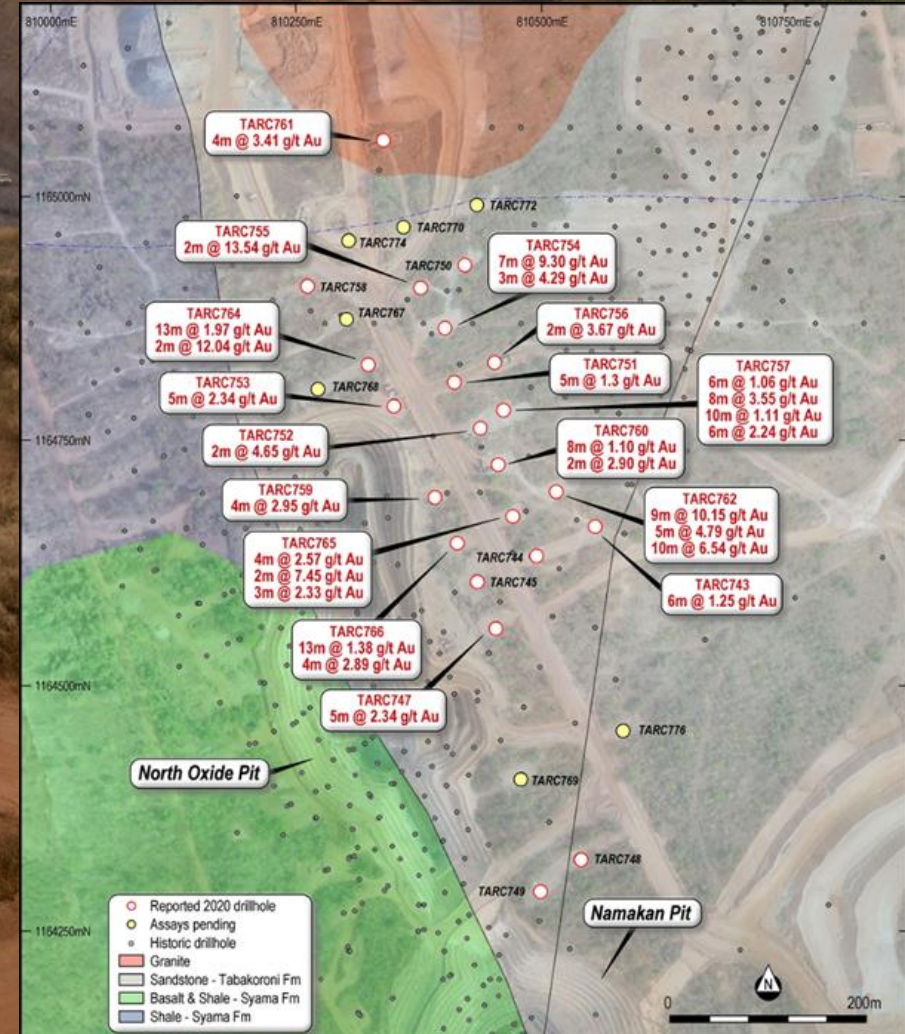 810000mE
810250mE
810500mE
810750mE
TARC761
4m @ 3.41 g/t Au
1165000mN
TARC772
TARC770
TARC774
TARC755
2m @ 13.54 g/t Au
TARC750
TARC754
7m @ 9.30 g/t Au
3m @ 4.29 g/t Au
TARC758
TARC767
TARC764
13m @ 1.97 g/t Au
2m @ 12.04 g/t Au
TARC756
2m @ 3.67 g/t Au
TARC751
5m @ 1.3 g/t Au
TARC757
6m @ 1.06 g/t Au
8m @ 3.55 g/t Au
10m @ 1.11 g/t Au
6m @ 2.24 g/t Au
TARC753
5m @ 2.34 g/t Au
TARC768
1164750mN
TARC752
2m @ 4.65 g/t Au
TARC760
8m @ 1.10 g/t Au
2m @ 2.90 g/t Au
TARC759
4m @ 2.95 g/t Au
TARC762
9m @ 10.15 g/t Au
5m @ 4.79 g/t Au
10m @ 6.54 g/t Au
TARC765
4m @ 2.57 g/t Au
2m @ 7.45 g/t Au
3m @ 2.33 g/t Au
TARC744
TARC745
TARC743
6m @ 1.25 g/t Au
TARC766
13m @ 1.38 g/t Au
4m @ 2.89 g/t Au
1164500mN
TARC747
5m @ 2.34 g/t Au
TARC776
North Oxide Pit
TARC769
TARC748
TARC749
Namakan Pit
1164250mN
Reported 2020 drillhole
Assays pending
Historic drillhole
Granite
Sandstone - Tabakoroni Fm
Basalt & Shale - Syama Fm
Shale - Syama Fm
N
0
200m